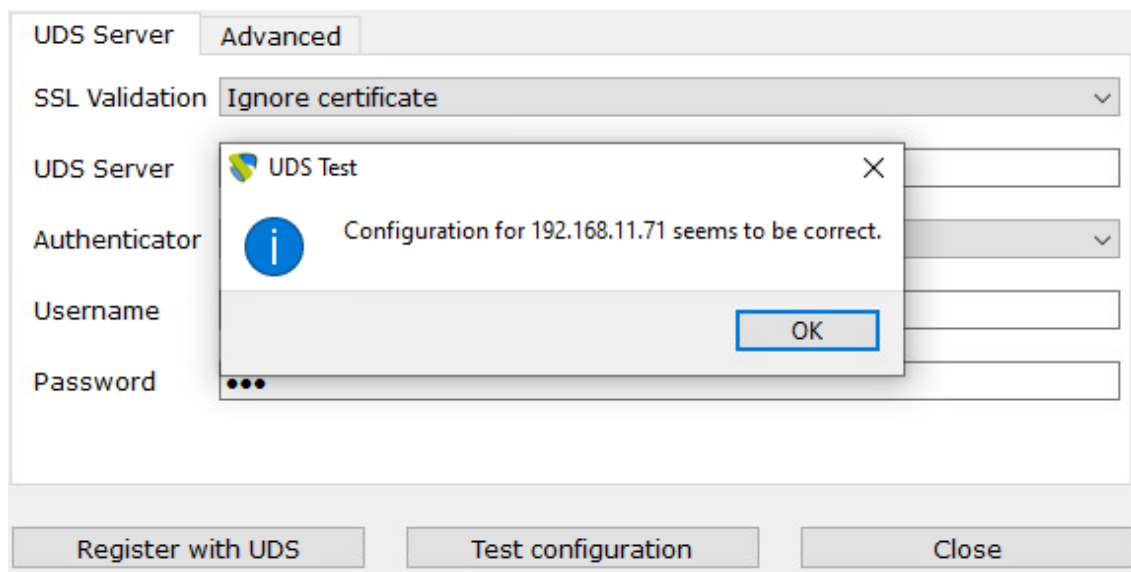 UDS Server Advanced
SSL Validation Ignore certificate
UDS Server
UDS Test
Configuration for 192.168.11.71 seems to be correct.
Authenticator
Username
OK
Password •••
Register with UDS Test configuration Close